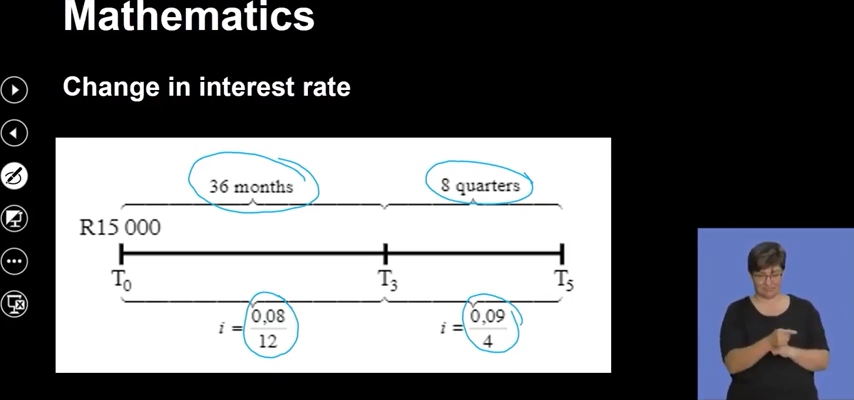 Mathematics
Change in interest rate
36 months
8 quarters
R15 000
T₀
T₃
T₅
i = 0,08/12
i = 0,09/4